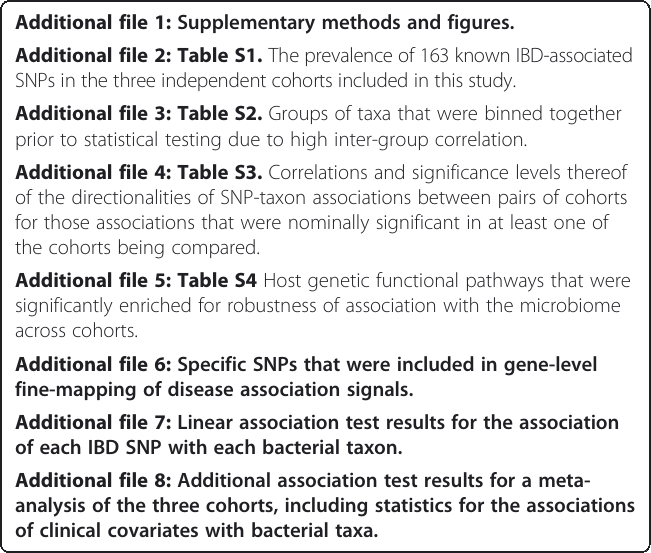 Additional file 1: Supplementary methods and figures.
Additional file 2: Table S1. The prevalence of 163 known IBD-associated
SNPs in the three independent cohorts included in this study.
Additional file 3: Table S2. Groups of taxa that were binned together
prior to statistical testing due to high inter-group correlation.
Additional file 4: Table S3. Correlations and significance levels thereof
of the directionalities of SNP-taxon associations between pairs of cohorts
for those associations that were nominally significant in at least one of
the cohorts being compared.
Additional file 5: Table S4 Host genetic functional pathways that were
significantly enriched for robustness of association with the microbiome
across cohorts.
Additional file 6: Specific SNPs that were included in gene-level
fine-mapping of disease association signals.
Additional file 7: Linear association test results for the association
of each IBD SNP with each bacterial taxon.
Additional file 8: Additional association test results for a meta-
analysis of the three cohorts, including statistics for the associations
of clinical covariates with bacterial taxa.